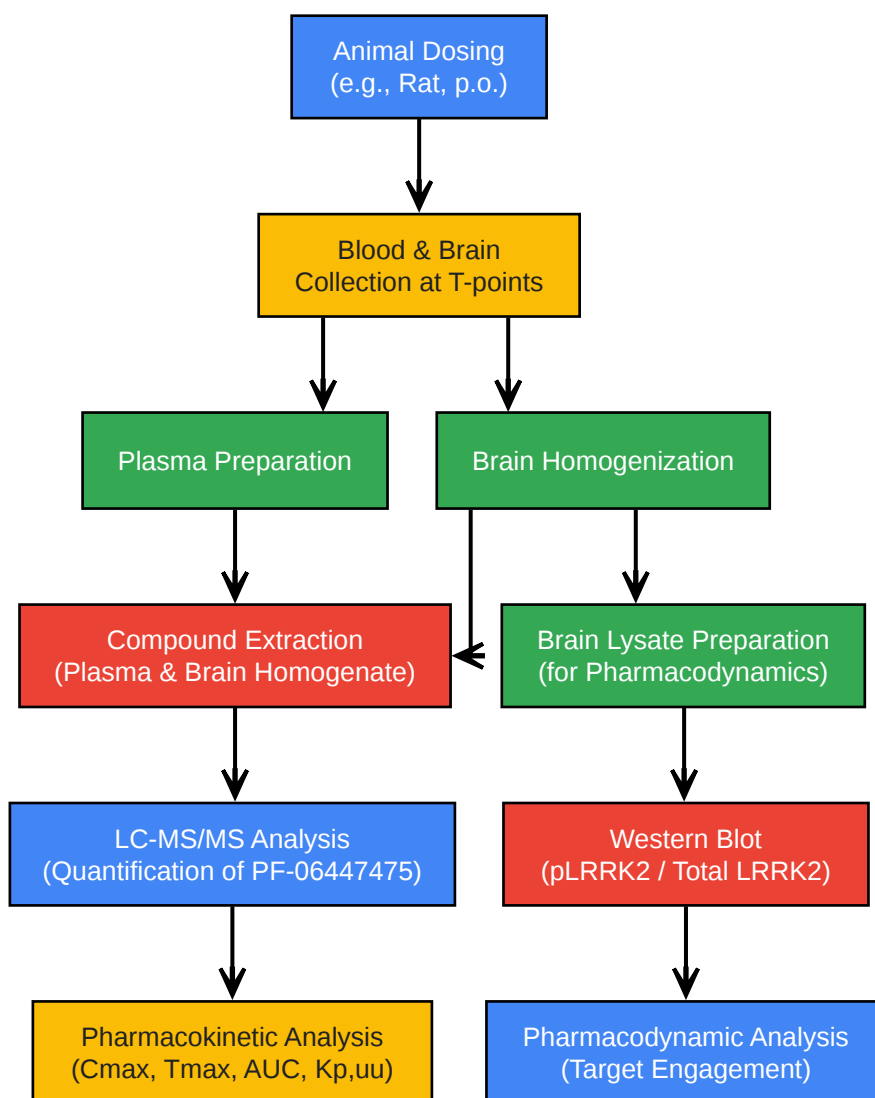 Animal Dosing
(e.g., Rat, p.o.)
Blood & Brain
Collection at T-points
Plasma Preparation
Brain Homogenization
Compound Extraction
(Plasma & Brain Homogenate)
Brain Lysate Preparation
(for Pharmacodynamics)
LC-MS/MS Analysis
(Quantification of PF-06447475)
Western Blot
(pLRRK2 / Total LRRK2)
Pharmacokinetic Analysis
(Cmax, Tmax, AUC, Kp,uu)
Pharmacodynamic Analysis
(Target Engagement)